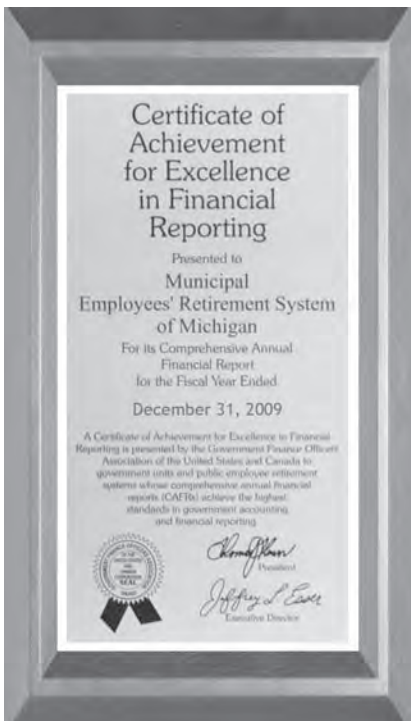 Certificate of
Achievement
for Excellence
in Financial
Reporting
Presented to
Municipal
Employees' Retirement System
of Michigan
For its Comprehensive Annual
Financial Report
for the Fiscal Year Ended
December 31, 2009
A Certificate of Achievement for Excellence in Financial
Reporting is presented by the Government Finance Officers
Association of the United States and Canada to
government units and public employee retirement
systems whose comprehensive annual financial
reports (CAFRs) achieve the highest
standards in government accounting
and financial reporting.
President
Jeffrey L. Esser
Executive Director
SEAL